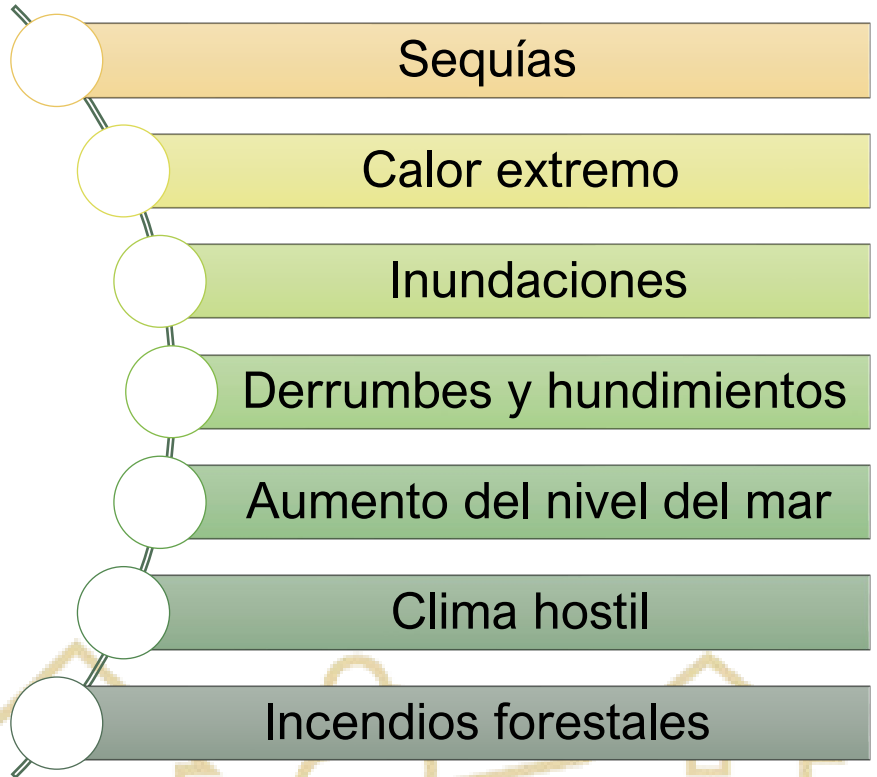 Sequías
Calor extremo
Inundaciones
Derrumbes y hundimientos
Aumento del nivel del mar
Clima hostil
Incendios forestales